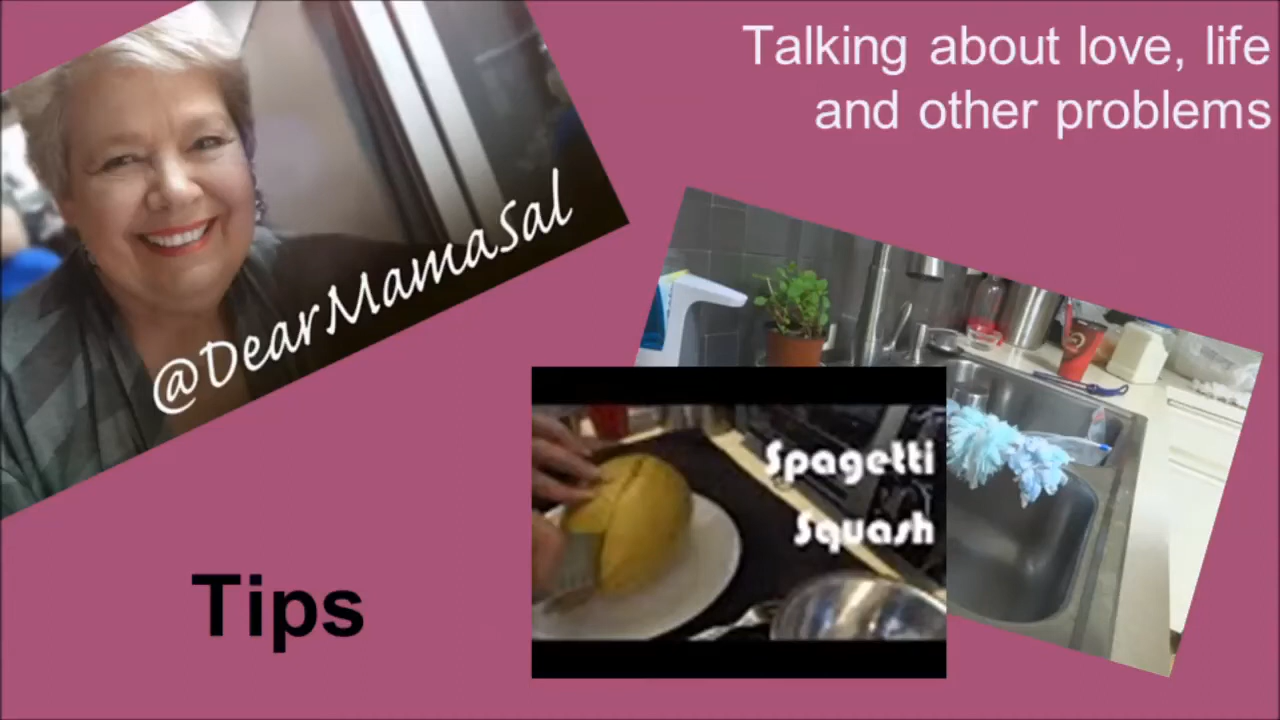 Talking about love, life
and other problems
@DearMamaSal
Spagetti
Squash
Tips